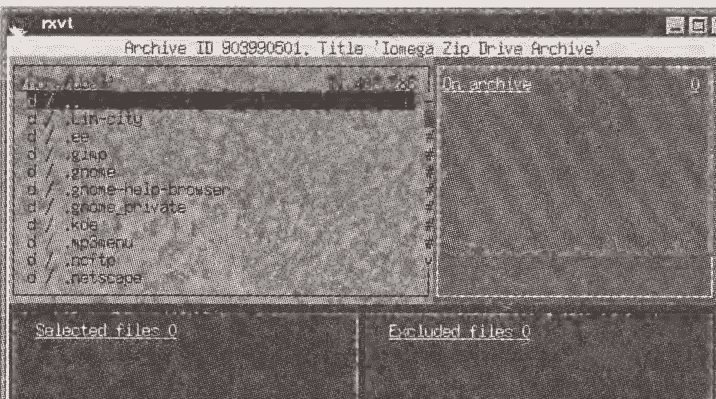 rxvt
Archive ID 903990601, Title 'Iomega Zip Drive Archive'
d / ..
d / .Lin-city
d / .ee
d / .gimp
d / .gnome
d / .gnome-help-browser
d / .gnome_private
d / .kde
d / .mp3menu
d / .ncftp
d / .netscape
On archive 0
Selected files 0
Excluded files 0